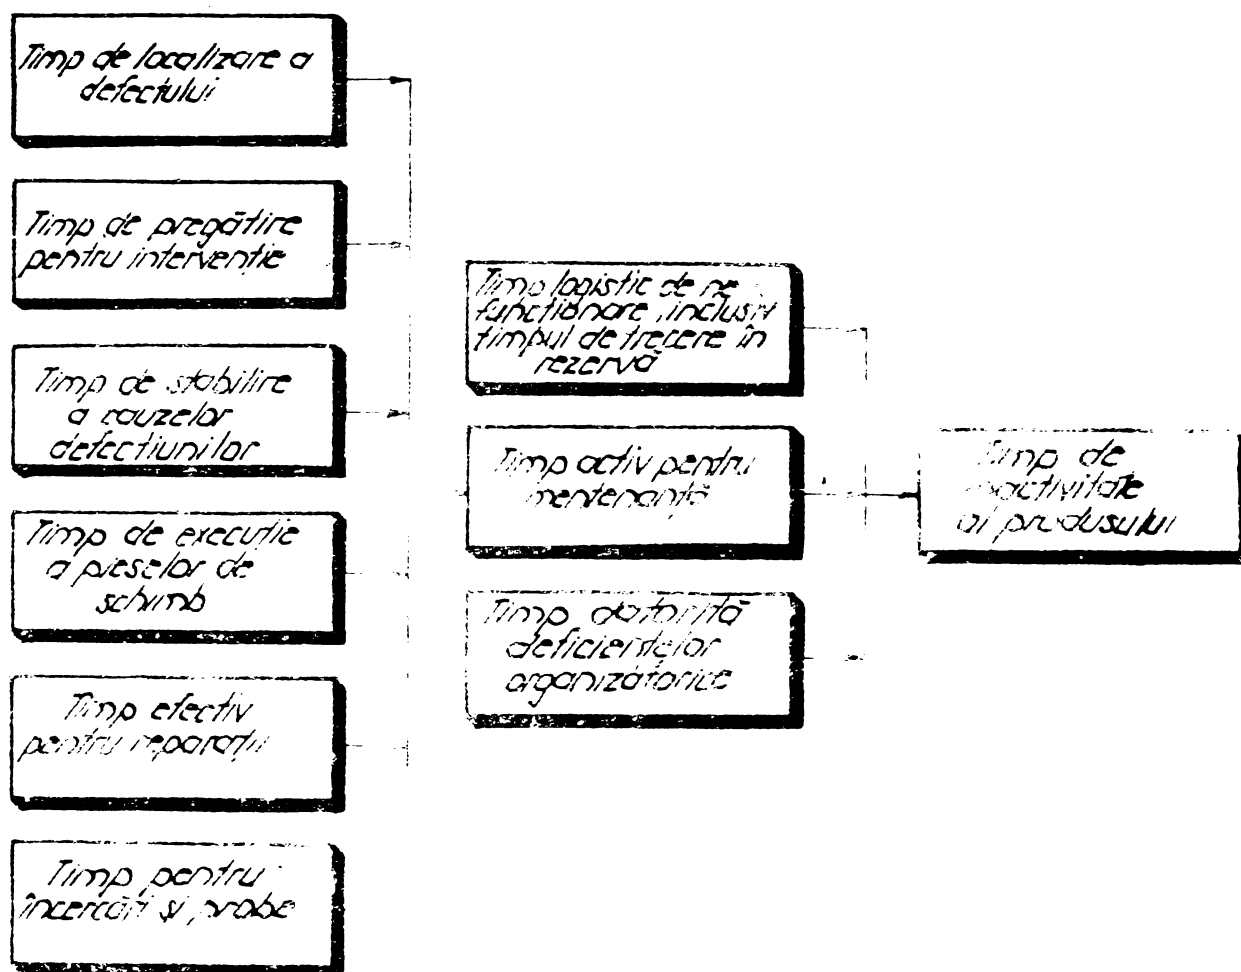 Timp de localizare a
defectului
Timp de pregătire
pentru intervenție
Timp de stabilire
a cauzelor
defecțiunilor
Timp de execuție
a pieselor de
schimb
Timp efectiv
pentru reparații
Timp pentru
încercări și probe
Timp logistic de ne
funcționare, inclusiv
timpul de trecere în
rezervă
Timp activ pentru
mentenanță
Timp datorită
deficiențelor
organizatorice
Timp de
inactivitate
al produsului